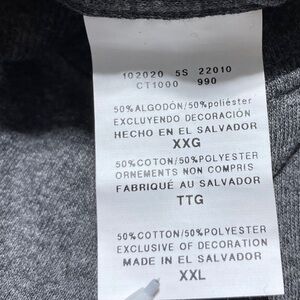 102020 5S 22010
CT1000 990
50%ALGODÓN/50%poliéster
EXCLUYENDO DECORACIÓN
HECHO EN EL SALVADOR
XXG
50%COTON/50%POLYESTER
ORNEMENTS NON COMPRIS
FABRIQUÉ AU SALVADOR
TTG
50%COTTON/50%POLYESTER
EXCLUSIVE OF DECORATION
MADE IN EL SALVADOR
XXL